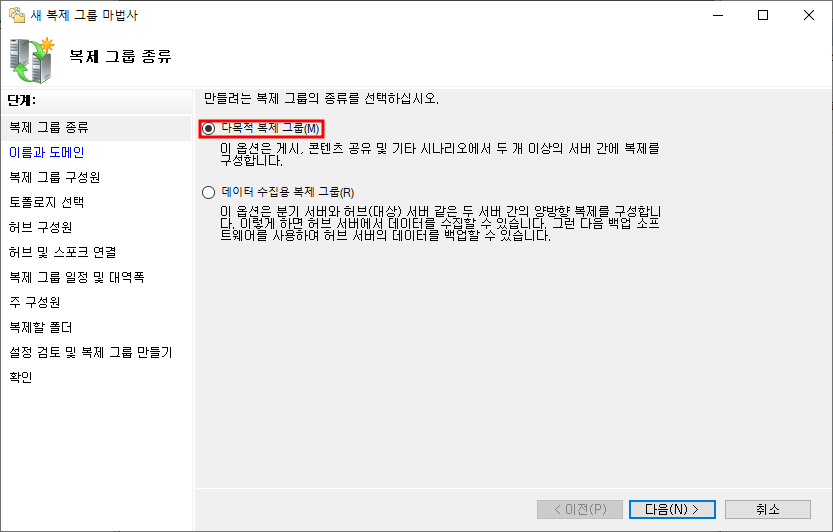 새 복제 그룹 마법사
복제 그룹 종류
단계:
복제 그룹 종류
이름과 도메인
복제 그룹 구성원
토폴로지 선택
허브 구성원
허브 및 스포크 연결
복제 그룹 일정 및 대역폭
주 구성원
복제할 폴더
설정 검토 및 복제 그룹 만들기
확인
만들려는 복제 그룹의 종류를 선택하십시오.
다목적 복제 그룹(M)
이 옵션은 게시, 콘텐츠 공유 및 기타 시나리오에서 두 개 이상의 서버 간에 복제를
구성합니다.
데이터 수집용 복제 그룹(R)
이 옵션은 분기 서버와 허브(대상) 서버 같은 두 서버 간의 양방향 복제를 구성합니
다. 이렇게 하면 허브 서버에서 데이터를 수집할 수 있습니다. 그런 다음 백업 소프
트웨어를 사용하여 허브 서버의 데이터를 백업할 수 있습니다.
< 이전(P)
다음(N) >
취소